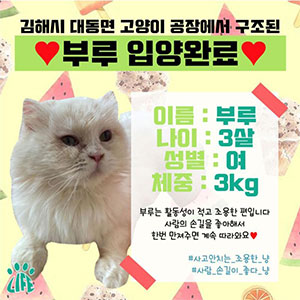 김해시 대동면 고양이 공장에서 구조된
♥부루 입양완료♥
이름 : 부루
나이 : 3살
성별 : 여
체중 : 3kg
부루는 활동성이 적고 조용한 편입니다
사람의 손길을 좋아해서
한번 만져주면 계속 따라와요♥
#사고안치는_조용한_냥
#사람_손길이_좋다_냥
LIFE